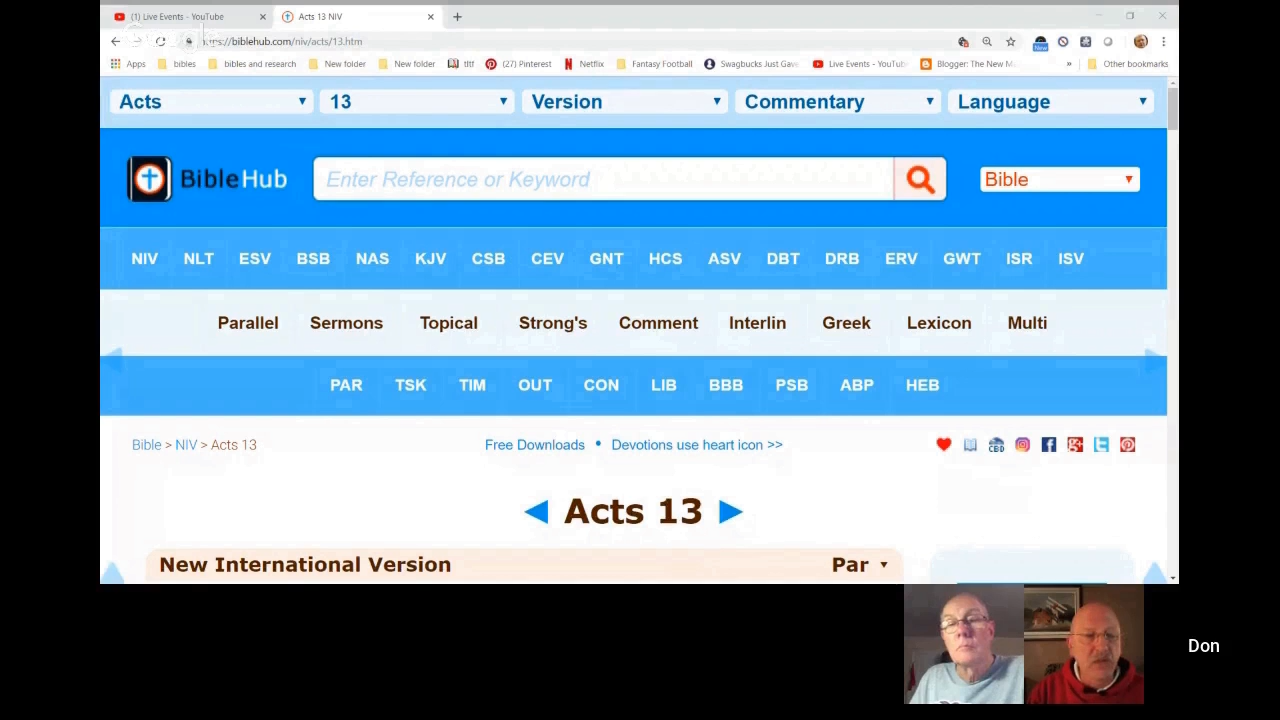 (1) Live Events - YouTube
Acts 13 NIV
https://biblehub.com/niv/acts/13.htm
New
Apps bibles bibles and research New folder New folder tltf (27) Pinterest Netflix Fantasy Football Swagbucks Just Gave Live Events - YouTub Blogger: The New M » Other bookmarks
Acts 13 Version Commentary Language
BibleHub Enter Reference or Keyword Bible
NIV NLT ESV BSB NAS KJV CSB CEV GNT HCS ASV DBT DRB ERV GWT ISR ISV
Parallel Sermons Topical Strong's Comment Interlin Greek Lexicon Multi
PAR TSK TIM OUT CON LIB BBB PSB ABP HEB
Bible > NIV > Acts 13 Free Downloads • Devotions use heart icon >> CBD
Acts 13
New International Version Par
Don